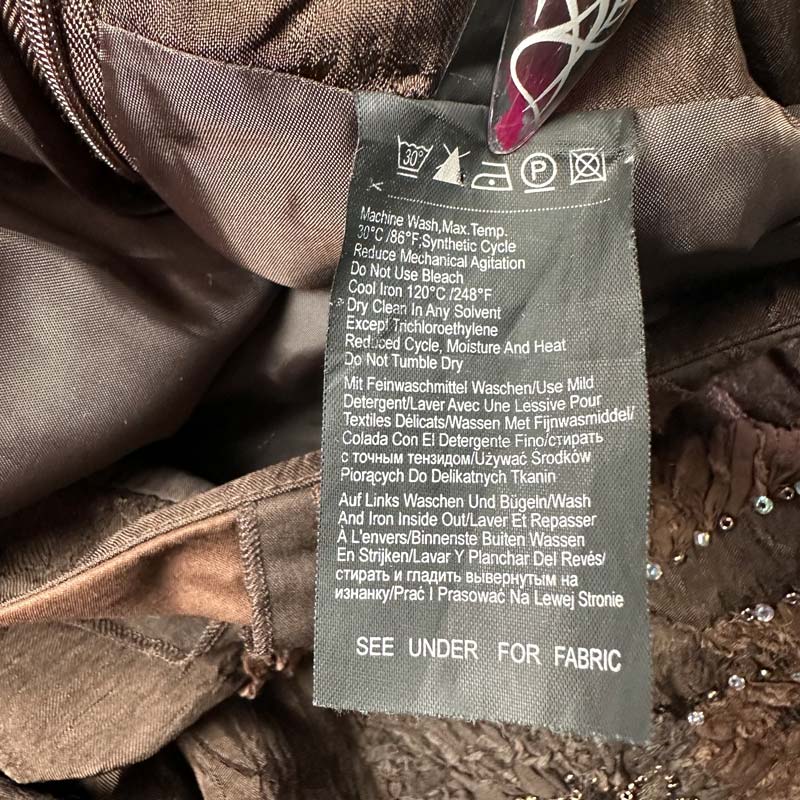 30°
P
Machine Wash,Max.Temp.
30°C /86°F,Synthetic Cycle
Reduce Mechanical Agitation
Do Not Use Bleach
Cool Iron 120°C /248°F
Dry Clean In Any Solvent
Except Trichloroethylene
Reduced Cycle, Moisture And Heat
Do Not Tumble Dry
Mit Feinwaschmittel Waschen/Use Mild
Detergent/Laver Avec Une Lessive Pour
Textiles Délicats/Wassen Met Fijnwasmiddel/
Colada Con El Detergente Fino/стирать
с точным тензидом/Używać Środków
Piorących Do Delikatnych Tkanin
Auf Links Waschen Und Bügeln/Wash
And Iron Inside Out/Laver Et Repasser
À L'envers/Binnenste Buiten Wassen
En Strijken/Lavar Y Planchar Del Revés/
стирать и гладить вывернутым на
изнанку/Prać I Prasować Na Lewej Stronie
SEE UNDER FOR FABRIC